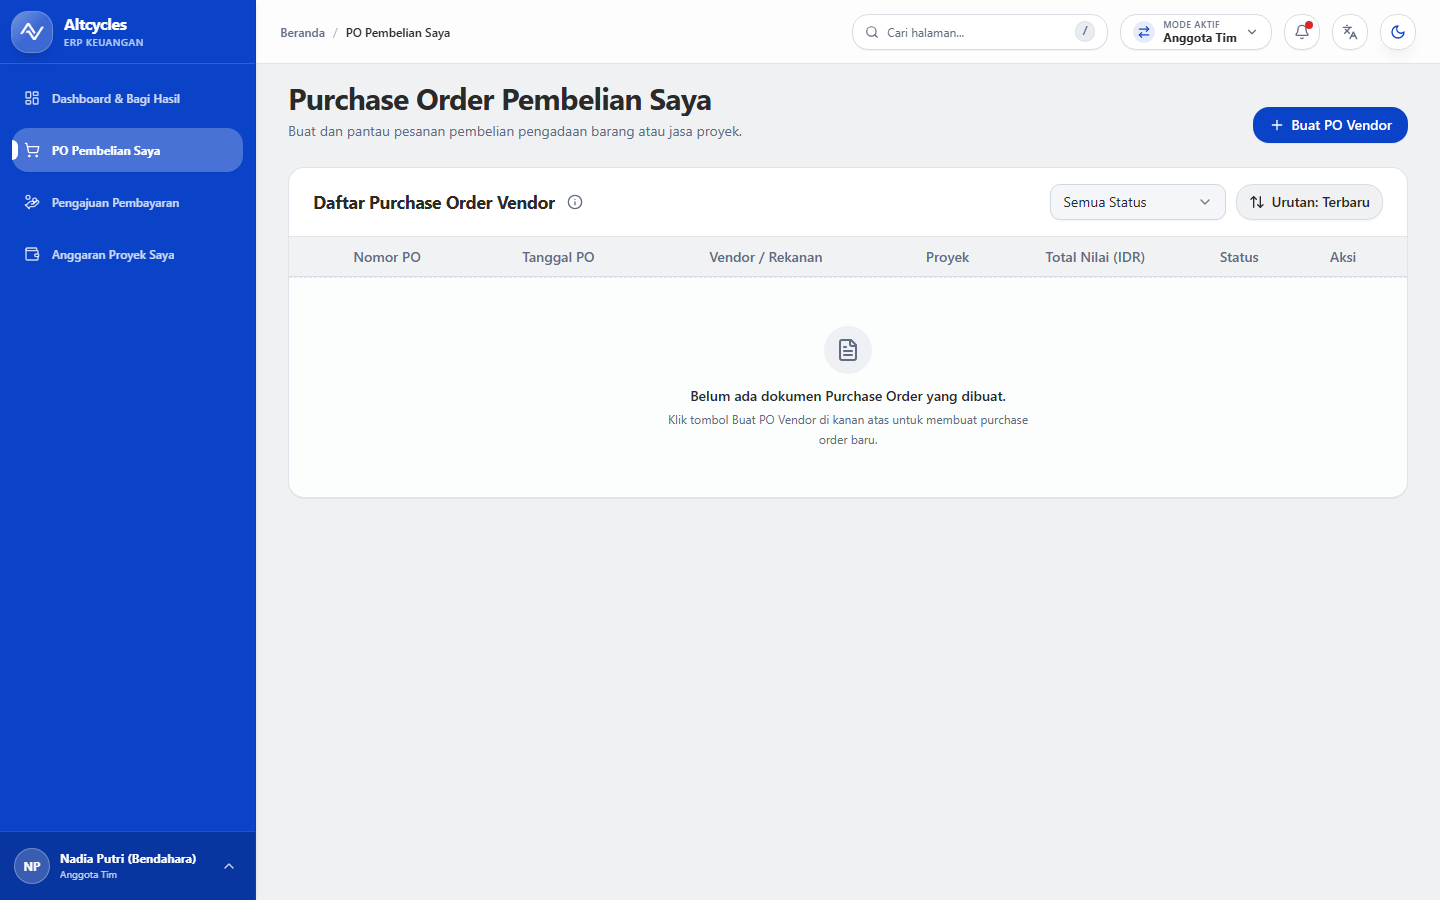 Altcycles
ERP KEUANGAN
Dashboard & Bagi Hasil
PO Pembelian Saya
Pengajuan Pembayaran
Anggaran Proyek Saya
NP
Nadia Putri (Bendahara)
Anggota Tim
Beranda / PO Pembelian Saya
Cari halaman...
/
MODE AKTIF
Anggota Tim
Purchase Order Pembelian Saya
Buat dan pantau pesanan pembelian pengadaan barang atau jasa proyek.
+ Buat PO Vendor
Daftar Purchase Order Vendor
Semua Status
Urutan: Terbaru
Nomor PO Tanggal PO Vendor / Rekanan Proyek Total Nilai (IDR) Status Aksi
Belum ada dokumen Purchase Order yang dibuat.
Klik tombol Buat PO Vendor di kanan atas untuk membuat purchase
order baru.